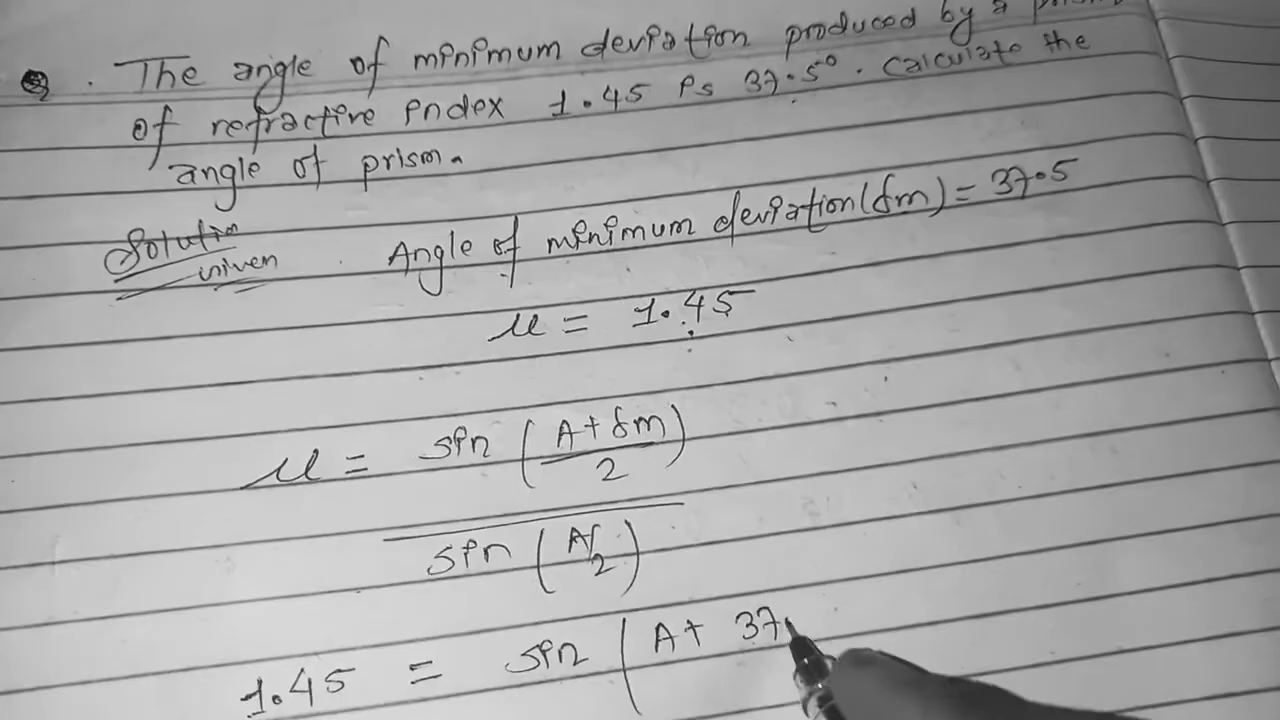 . The angle of minimum deviation produced by a
of refractive index 1.45 is 37.5°. Calculate the
angle of prism.
Solution
Given Angle of minimum deviation (δm) = 37.5
μ = 1.45
μ = sin (A+δm / 2)
sin (A/2)
1.45 = sin (A+ 37.